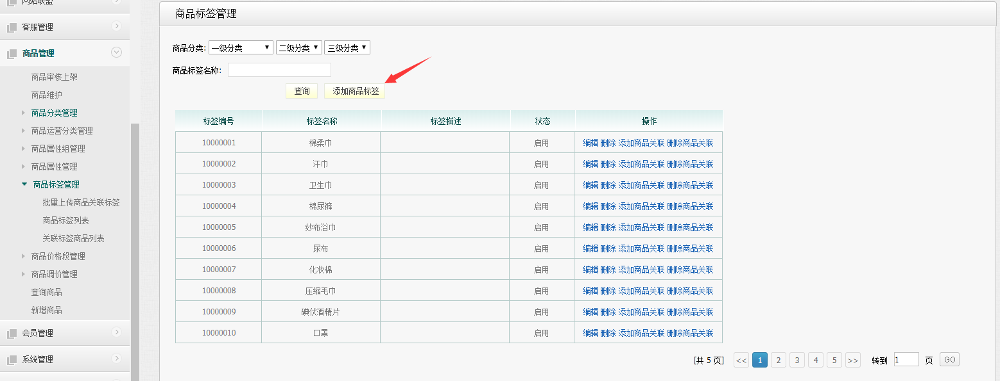 网站联盟
客服管理
商品管理
商品审核上架
商品维护
商品分类管理
商品运营分类管理
商品属性组管理
商品属性管理
商品标签管理
批量上传商品关联标签
商品标签列表
关联标签商品列表
商品价格段管理
商品调价管理
查询商品
新增商品
会员管理
系统管理
商品标签管理
商品分类: 一级分类 二级分类 三级分类
商品标签名称:
查询 添加商品标签
标签编号 标签名称 标签描述 状态 操作
10000001 棉柔巾 启用 编辑 删除 添加商品关联 删除商品关联
10000002 汗巾 启用 编辑 删除 添加商品关联 删除商品关联
10000003 卫生巾 启用 编辑 删除 添加商品关联 删除商品关联
10000004 棉尿裤 启用 编辑 删除 添加商品关联 删除商品关联
10000005 纱布浴巾 启用 编辑 删除 添加商品关联 删除商品关联
10000006 尿布 启用 编辑 删除 添加商品关联 删除商品关联
10000007 化妆棉 启用 编辑 删除 添加商品关联 删除商品关联
10000008 压缩毛巾 启用 编辑 删除 添加商品关联 删除商品关联
10000009 碘伏酒精片 启用 编辑 删除 添加商品关联 删除商品关联
10000010 口罩 启用 编辑 删除 添加商品关联 删除商品关联
[共 5 页] << 1 2 3 4 5 >> 转到 1 页 GO